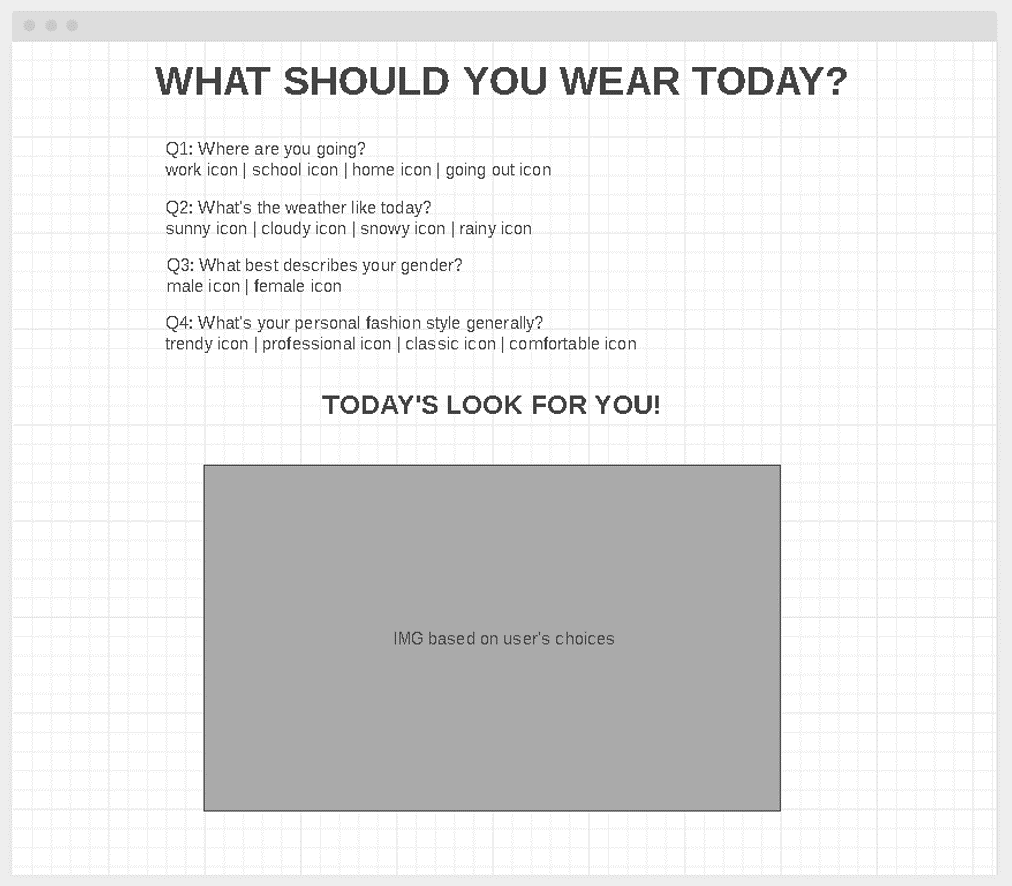 WHAT SHOULD YOU WEAR TODAY?
Q1: Where are you going?
work icon | school icon | home icon | going out icon
Q2: What's the weather like today?
sunny icon | cloudy icon | snowy icon | rainy icon
Q3: What best describes your gender?
male icon | female icon
Q4: What's your personal fashion style generally?
trendy icon | professional icon | classic icon | comfortable icon
TODAY'S LOOK FOR YOU!
IMG based on user's choices